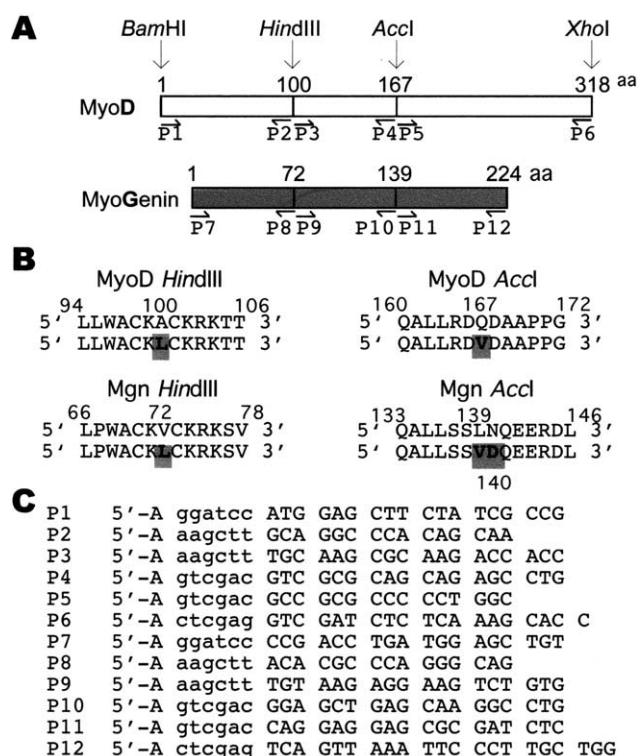 A
BamHI HindIII AccI XhoI
1 100 167 318 aa
MyoD
P1 P2 P3 P4 P5 P6
1 72 139 224 aa
MyoGenin
P7 P8 P9 P10 P11 P12
B
MyoD HindIII MyoD AccI
94 100 106 160 167 172
5‘ LLWACKACKRKTT 3’ 5‘ QALLRDQDAAPPG 3’
5‘ LLWACKLCKRKTT 3’ 5‘ QALLRDVDAAPPG 3’
Mgn HindIII Mgn AccI
66 72 78 133 139 146
5‘ LPWACKVCKRKSV 3’ 5‘ QALLSSLNQEERDL 3’
5‘ LPWACKLCKRKSV 3’ 5‘ QALLSSVDQEERDL 3’
140
C
P1 5’-A ggatcc ATG GAG CTT CTA TCG CCG
P2 5’-A aagctt GCA GGC CCA CAG CAA
P3 5’-A aagctt TGC AAG CGC AAG ACC ACC
P4 5’-A gtcgac GTC GCG CAG CAG AGC CTG
P5 5’-A gtcgac GCC GCG CCC CCT GGC
P6 5’-A ctcgag GTC GAT CTC TCA AAG CAC C
P7 5’-A ggatcc CCG ACC TGA TGG AGC TGT
P8 5’-A aagctt ACA CGC CCA GGG CAG
P9 5’-A aagctt TGT AAG AGG AAG TCT GTG
P10 5’-A gtcgac GGA GCT GAG CAA GGC CTG
P11 5’-A gtcgac CAG GAG GAG CGC GAT CTC
P12 5’-A ctcgag TCA GTT AAA TTC CCT TGC TGG